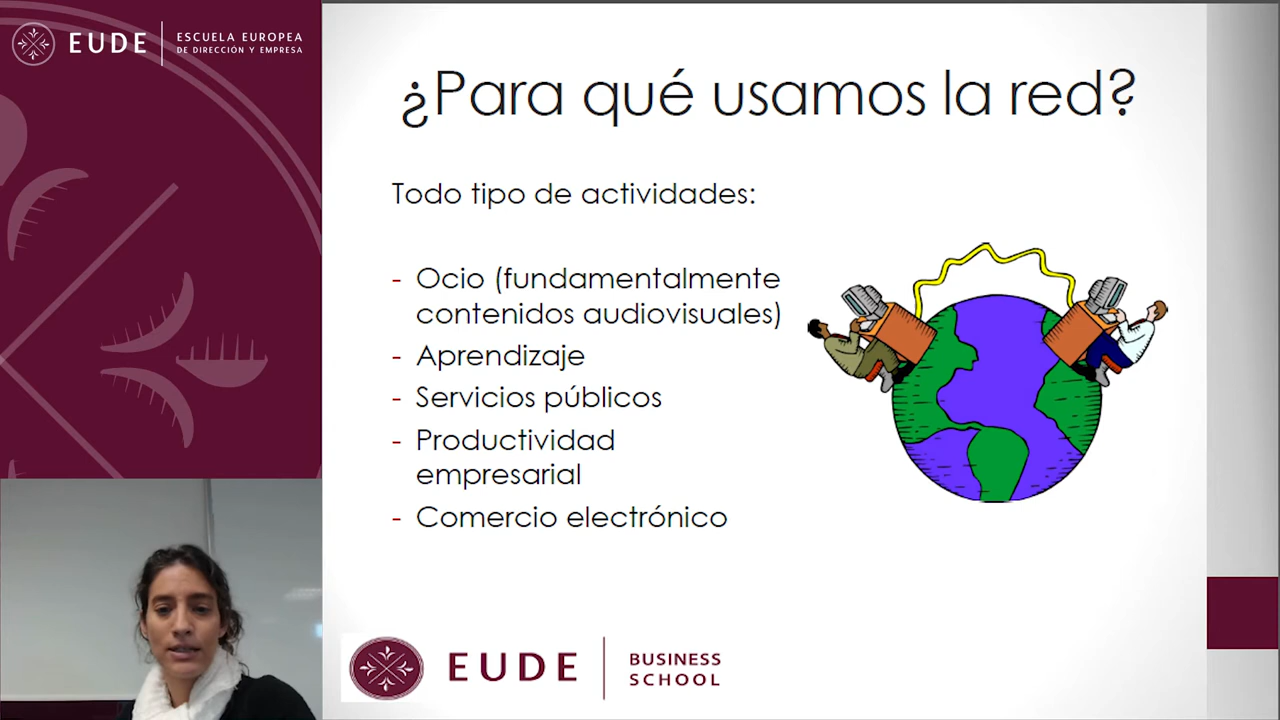 EUDE
ESCUELA EUROPEA
DE DIRECCIÓN Y EMPRESA
¿Para qué usamos la red?
Todo tipo de actividades:
- Ocio (fundamentalmente
contenidos audiovisuales)
- Aprendizaje
- Servicios públicos
- Productividad
empresarial
- Comercio electrónico
EUDE
BUSINESS
SCHOOL